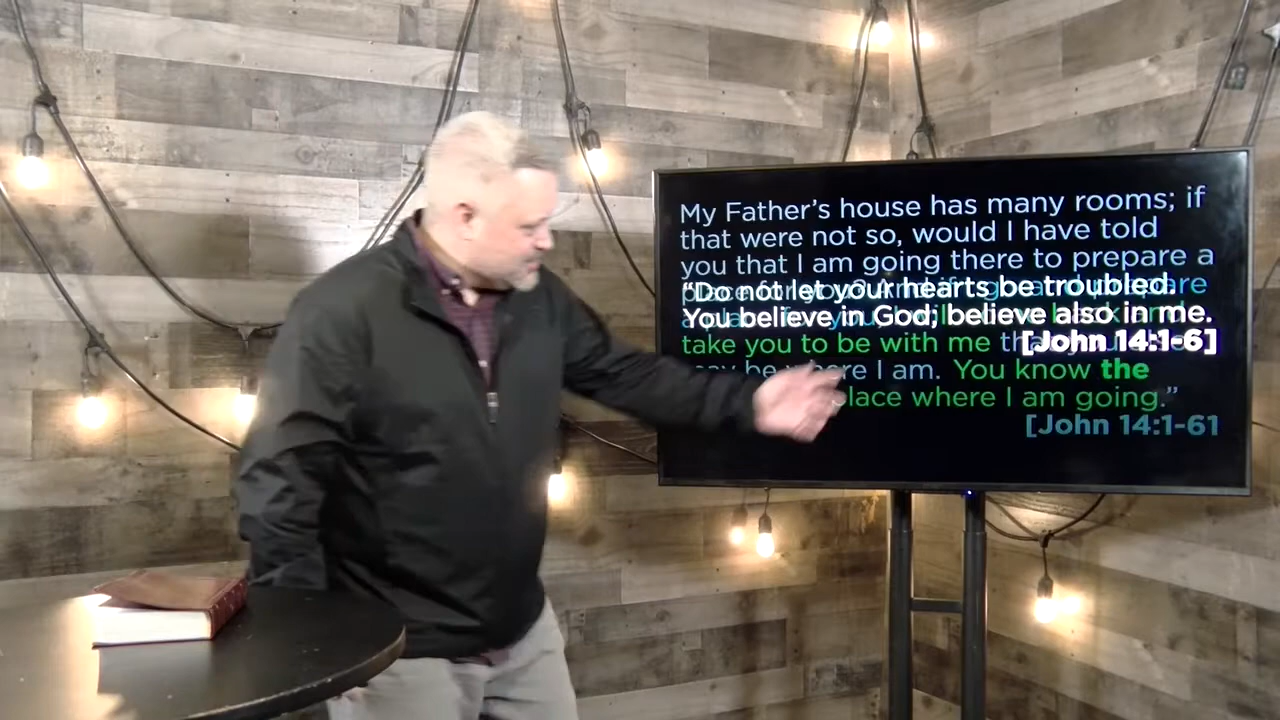 My Father's house has many rooms; if
that were not so, would I have told
you that I am going there to prepare a
“Do not let your hearts be troubled.
You believe in God; believe also in me.
[John 14:1-6]
take you to be with me
be where I am. You know the
place where I am going.”
[John 14:1-61